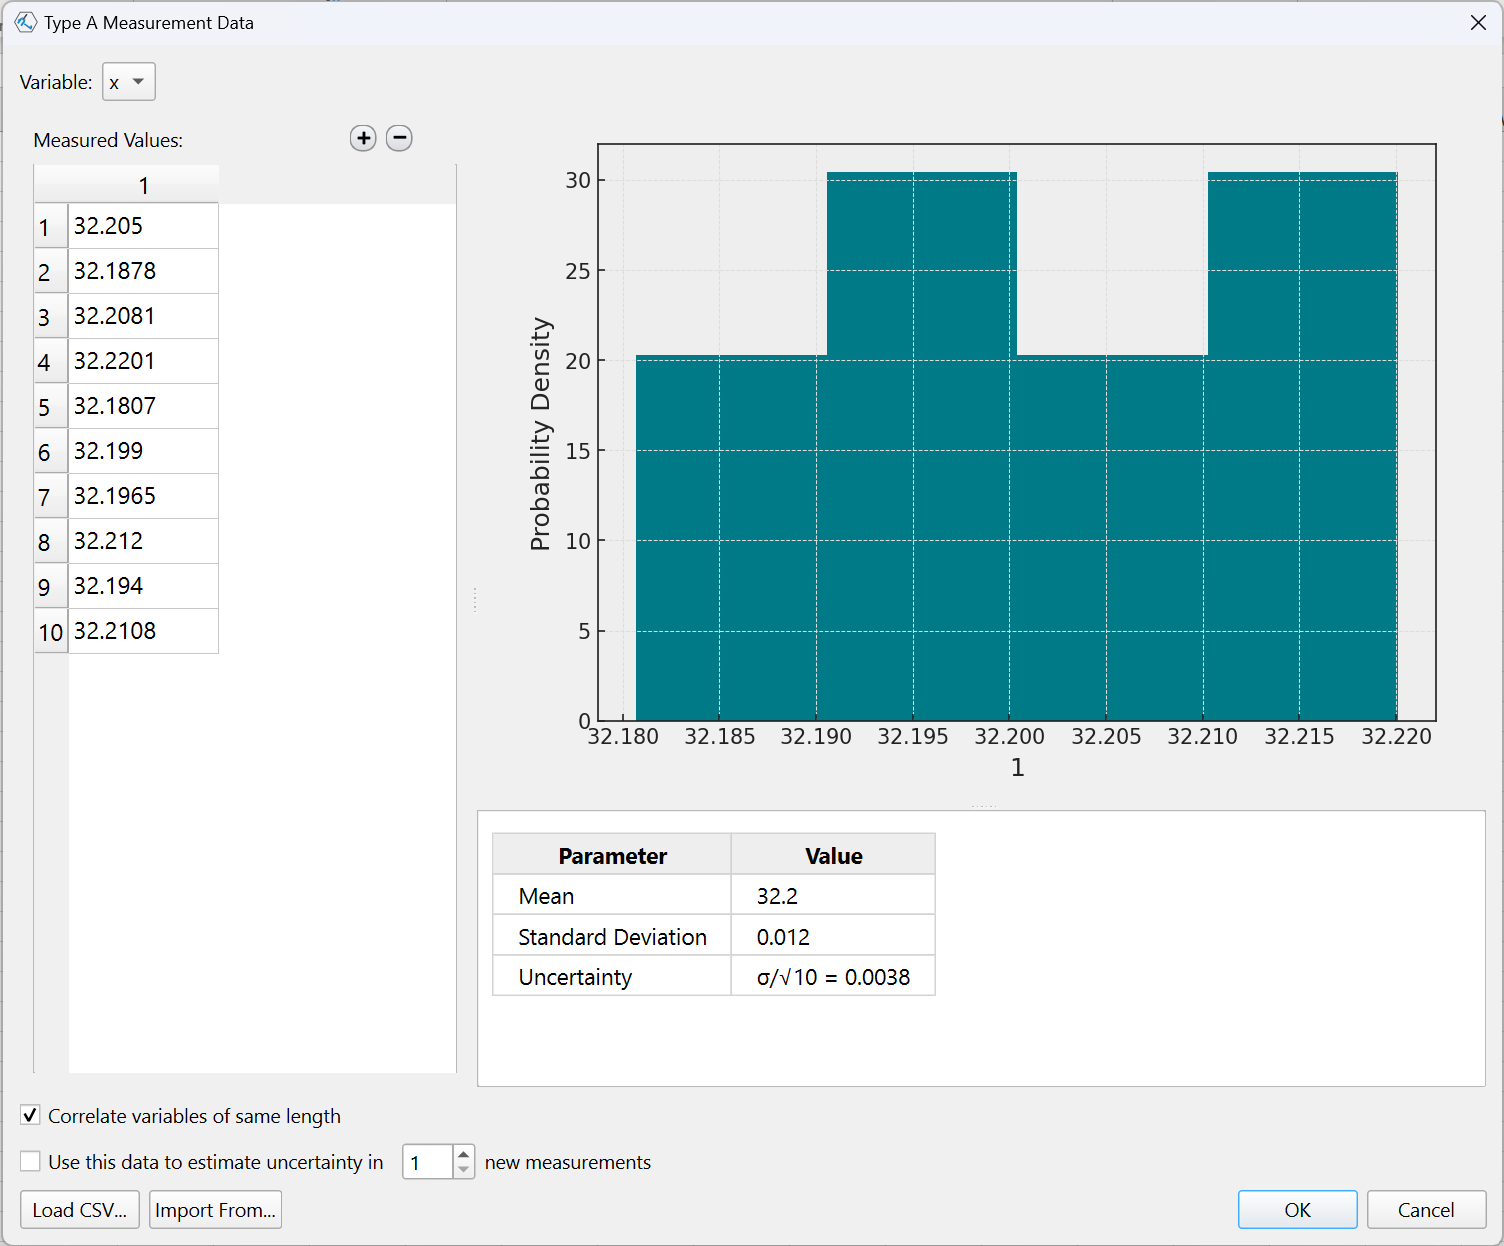 Type A Measurement Data
Variable: x
Measured Values:
1
1 32.205
2 32.1878
3 32.2081
4 32.2201
5 32.1807
6 32.199
7 32.1965
8 32.212
9 32.194
10 32.2108
30
25
20
15
10
5
0
Probability Density
32.180 32.185 32.190 32.195 32.200 32.205 32.210 32.215 32.220
1
Parameter Value
Mean 32.2
Standard Deviation 0.012
Uncertainty σ/√10 = 0.0038
Correlate variables of same length
Use this data to estimate uncertainty in 1 new measurements
Load CSV... Import From... OK Cancel